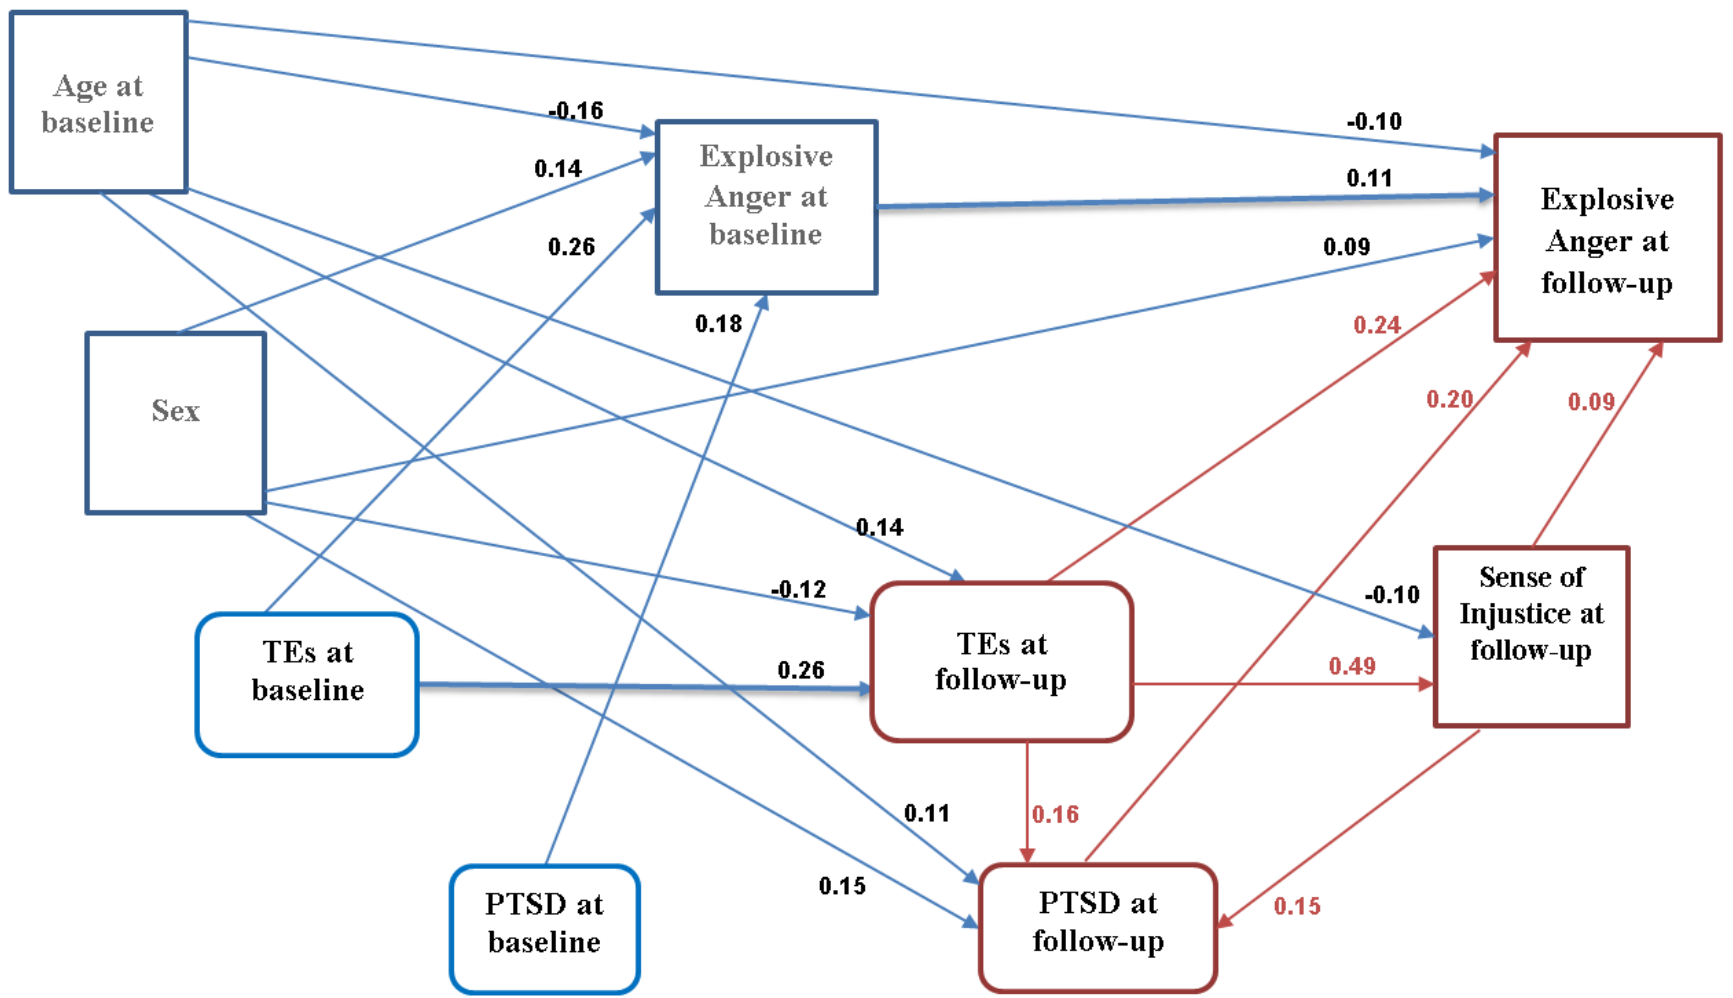 Age at
baseline
-0.16
-0.10
0.14
Explosive
Anger at
baseline
0.11
Explosive
Anger at
follow-up
0.26
0.09
0.18
0.24
Sex
0.20
0.09
0.14
-0.12
-0.10
Sense of
Injustice at
follow-up
TEs at
baseline
0.26
TEs at
follow-up
0.49
0.11
0.16
0.15
0.15
PTSD at
baseline
PTSD at
follow-up